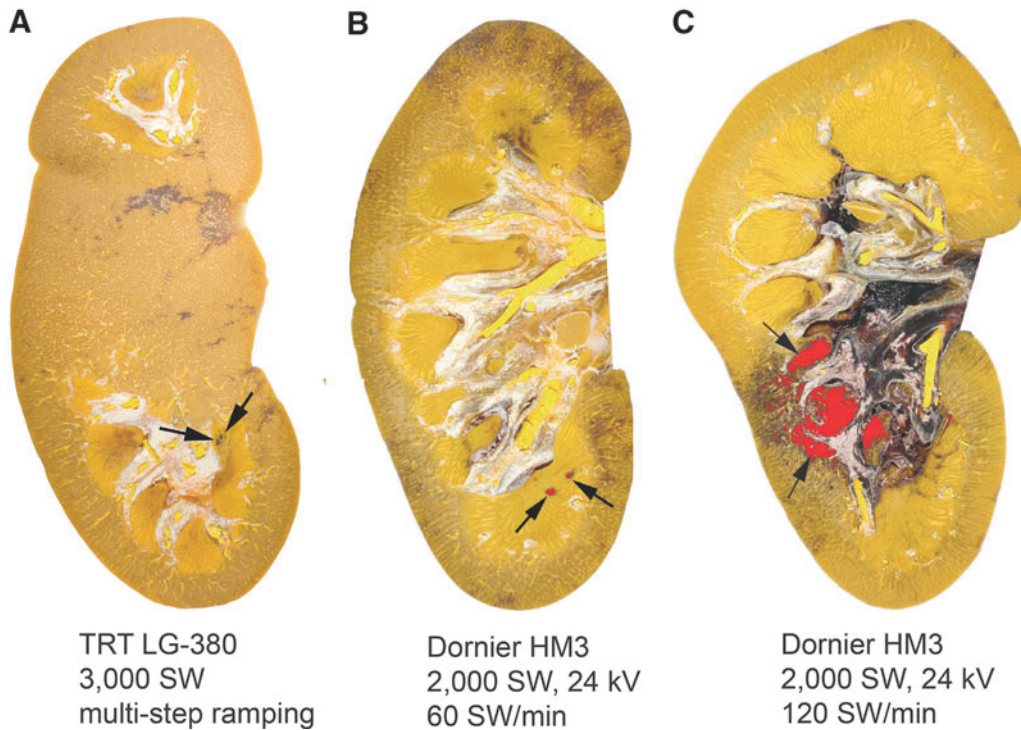 A
B
C
TRT LG-380
3,000 SW
multi-step ramping
Dornier HM3
2,000 SW, 24 kV
60 SW/min
Dornier HM3
2,000 SW, 24 kV
120 SW/min